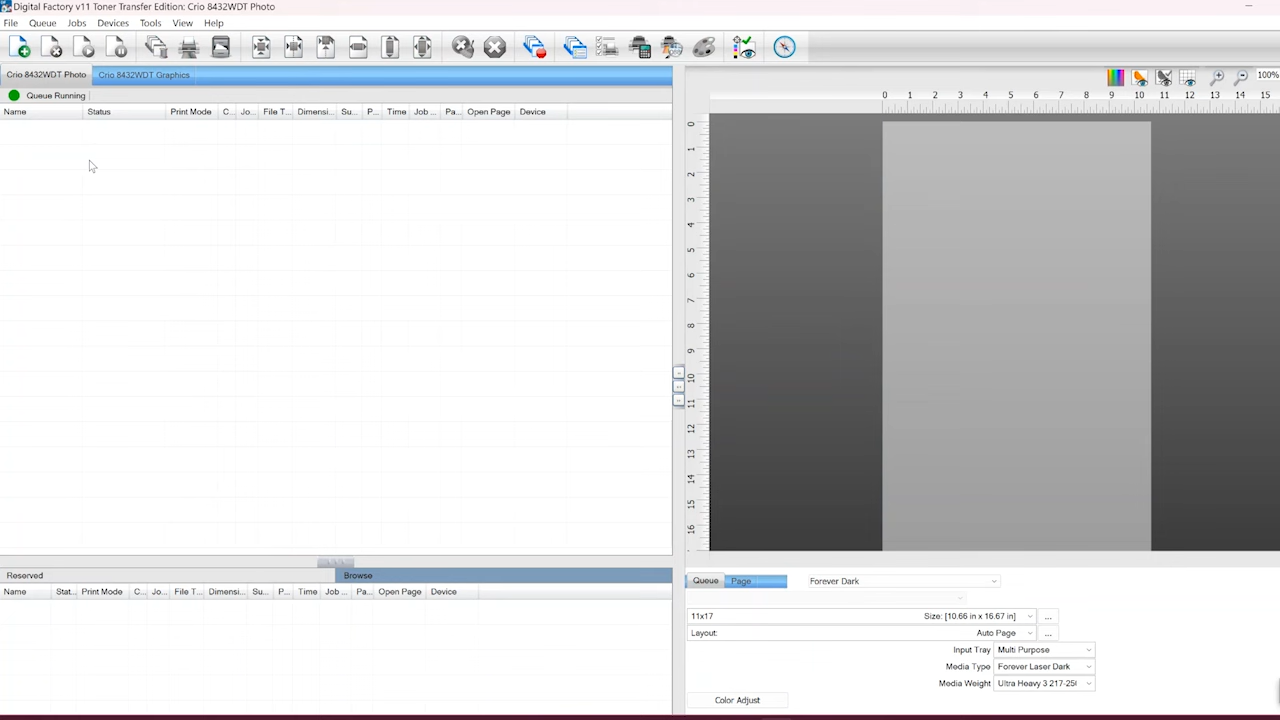 Digital Factory v11 Toner Transfer Edition: Crio 8432WDT Photo
File Queue Jobs Devices Tools View Help
Crio 8432WDT Photo Crio 8432WDT Graphics
Queue Running
100%
Name Status Print Mode C... Jo... File T... Dimensi... Su... P... Time Job ... Pa... Open Page Device
0 1 2 3 4 5 6 7 8 9 10 11 12 13 14 15
0
1
2
3
4
5
6
7
8
9
10
11
12
13
14
15
16
Reserved Browse
Name Stat... Print Mode C... Jo... File T... Dimensi... Su... P... Time Job ... Pa... Open Page Device
Queue Page Forever Dark
11x17 Size: [10.66 in x 16.67 in] ...
Layout: Auto Page ...
Input Tray Multi Purpose
Media Type Forever Laser Dark
Media Weight Ultra Heavy 3 217-25
Color Adjust